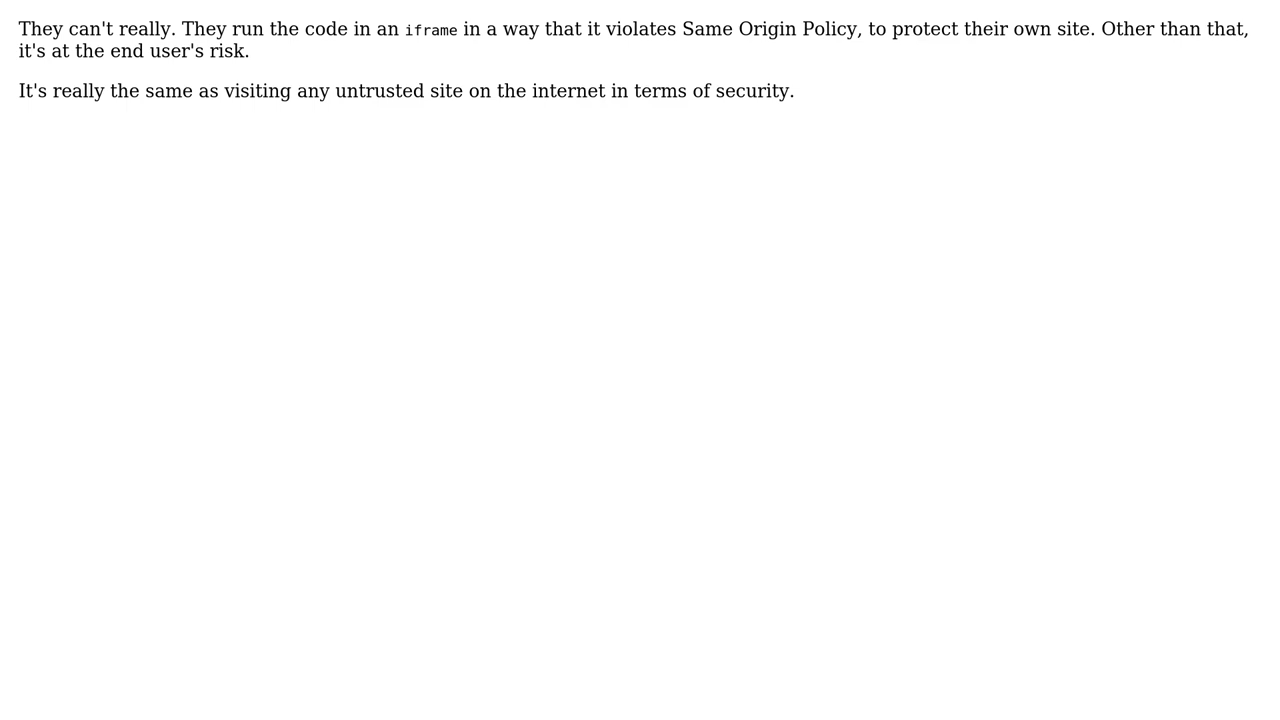 They can't really. They run the code in an iframe in a way that it violates Same Origin Policy, to protect their own site. Other than that,
it's at the end user's risk.
It's really the same as visiting any untrusted site on the internet in terms of security.